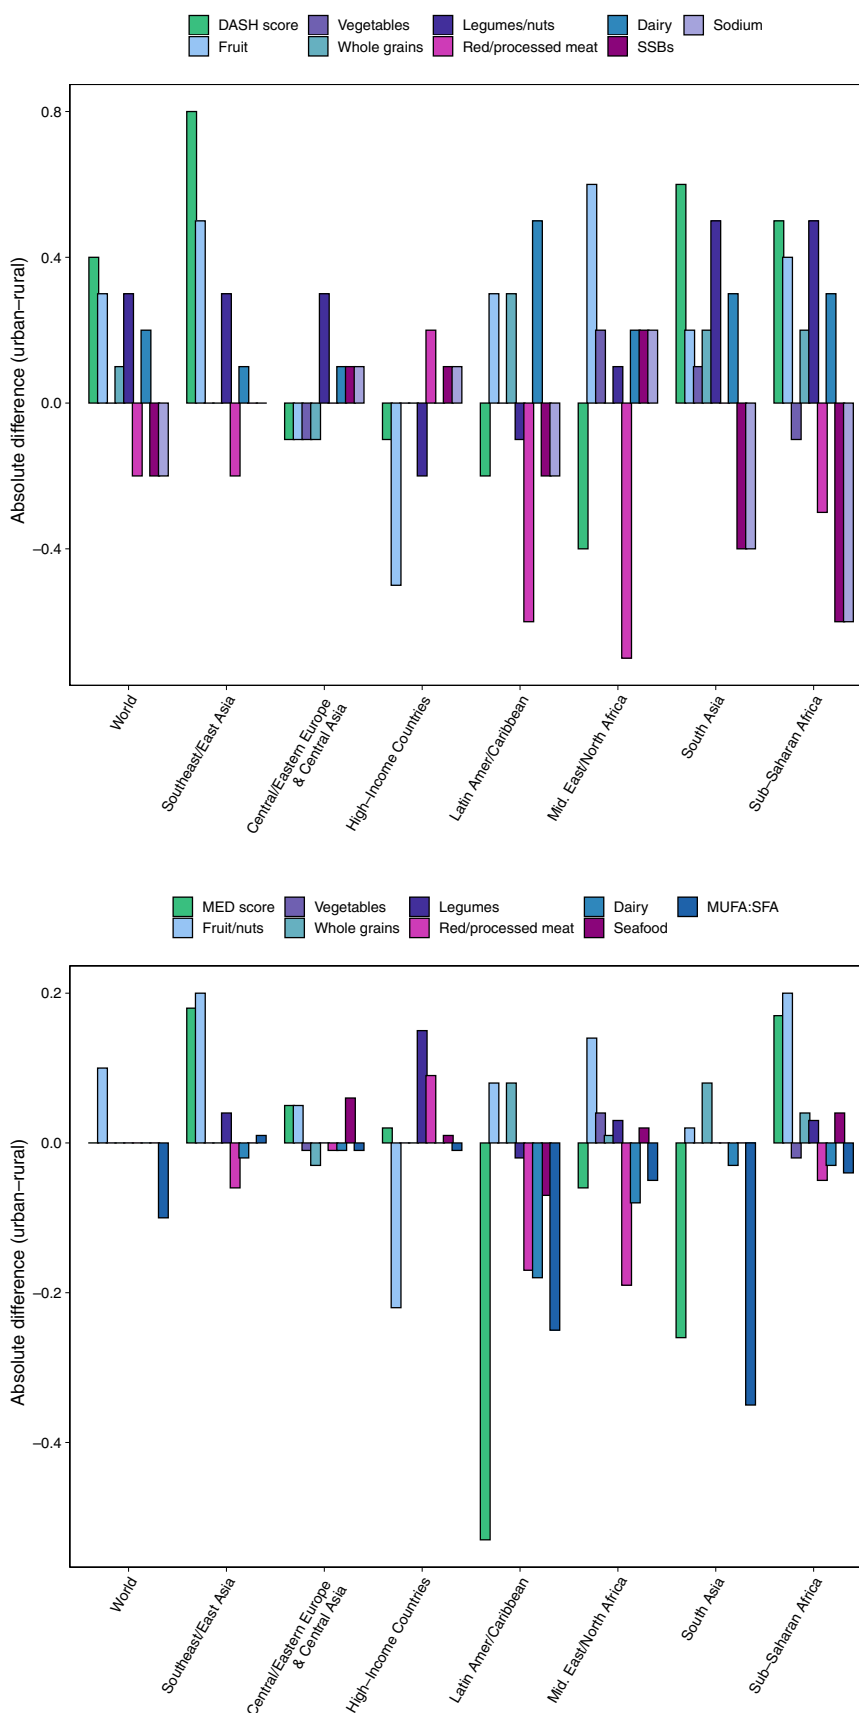 DASH score Vegetables Legumes/nuts Dairy Sodium
Fruit Whole grains Red/processed meat SSBs
Absolute difference (urban–rural)
0.8
0.4
0.0
–0.4
World
Southeast/East Asia
Central/Eastern Europe
& Central Asia
High–Income Countries
Latin Amer/Caribbean
Mid. East/North Africa
South Asia
Sub–Saharan Africa
MED score Vegetables Legumes Dairy MUFA:SFA
Fruit/nuts Whole grains Red/processed meat Seafood
Absolute difference (urban–rural)
0.2
0.0
–0.2
–0.4
World
Southeast/East Asia
Central/Eastern Europe
& Central Asia
High–Income Countries
Latin Amer/Caribbean
Mid. East/North Africa
South Asia
Sub–Saharan Africa